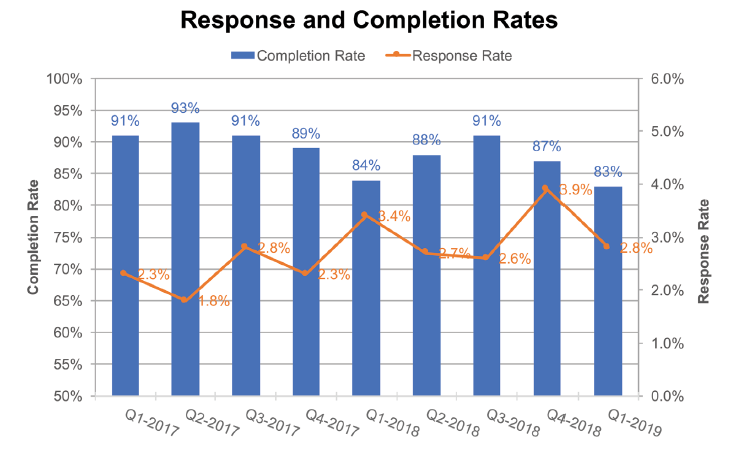 Response and Completion Rates
Completion Rate Response Rate
100% 6.0%
95%
90% 5.0%
85%
80% 4.0%
75% 3.0%
70%
65% 2.0%
60%
55% 1.0%
50% 0.0%
91% 93% 91% 89% 84% 88% 91% 87% 83%
2.3% 1.8% 2.8% 2.3% 3.4% 2.7% 2.6% 3.9% 2.8%
Completion Rate
Response Rate
Q1-2017 Q2-2017 Q3-2017 Q4-2017 Q1-2018 Q2-2018 Q3-2018 Q4-2018 Q1-2019